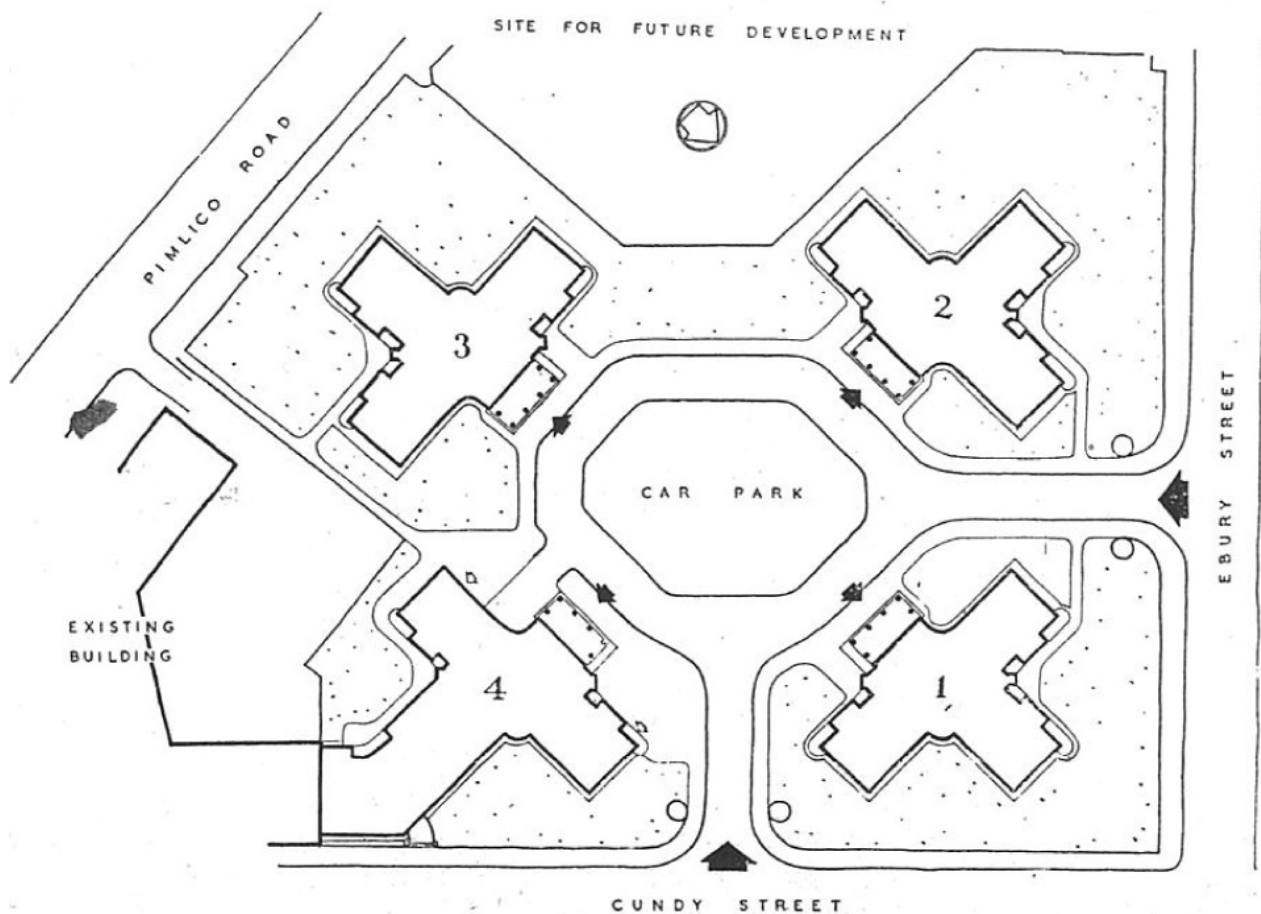 SITE FOR FUTURE DEVELOPMENT
PIMLICO ROAD
2
3
EBURY STREET
CAR PARK
EXISTING
BUILDING
4
1
CUNDY STREET